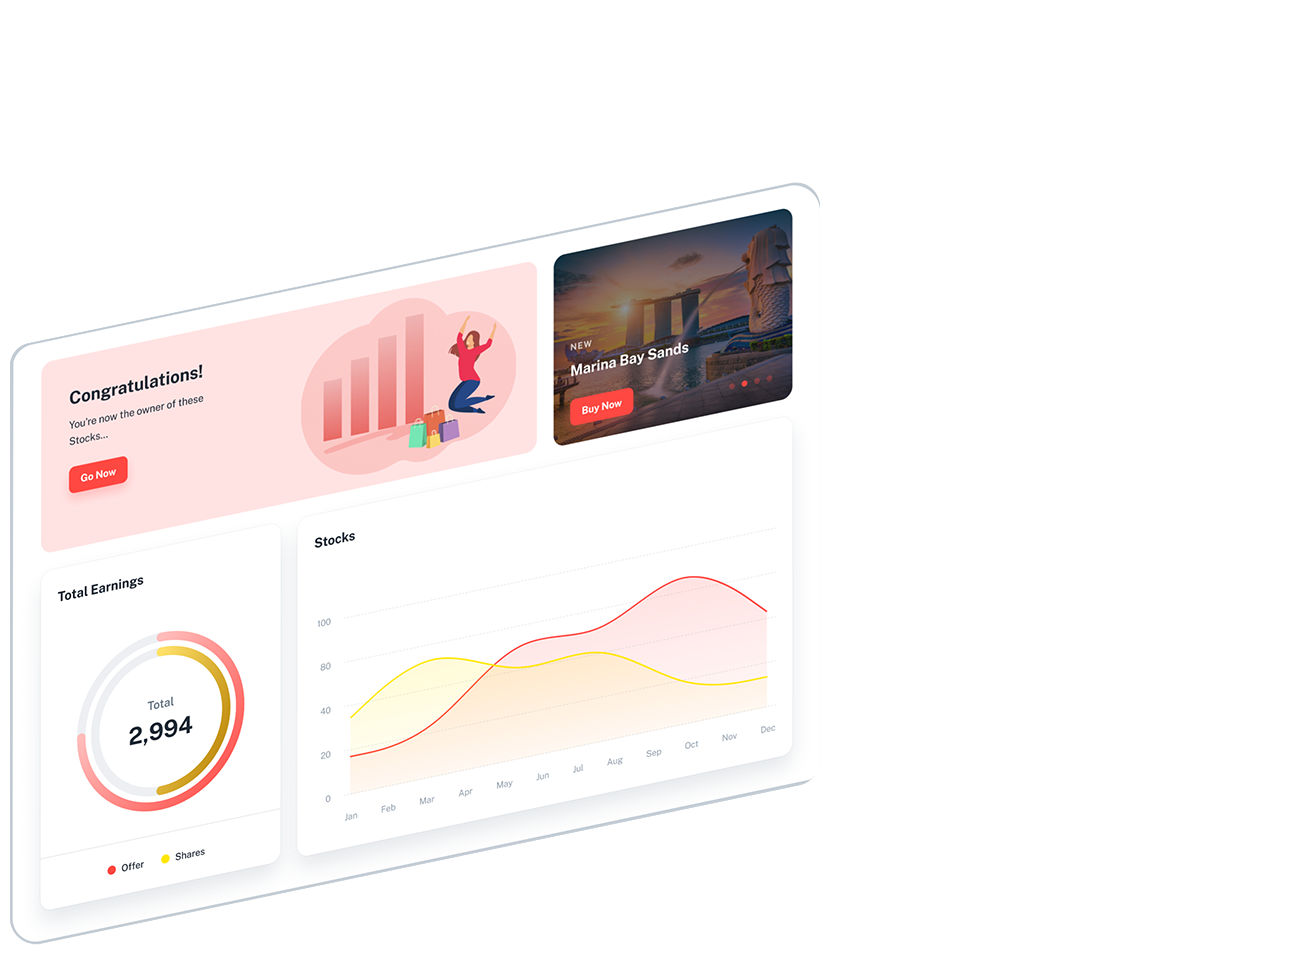 Congratulations!
You're now the owner of these
Stocks...
Go Now
NEW
Marina Bay Sands
Buy Now
Total Earnings
Total
2,994
Offer
Shares
Stocks
100
80
40
20
0
Jan
Feb
Mar
Apr
May
Jun
Jul
Aug
Sep
Oct
Nov
Dec